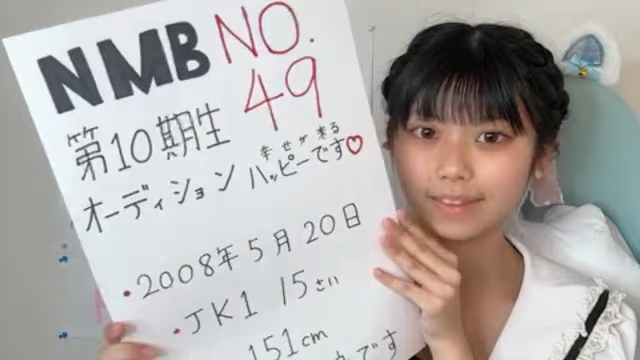 NMB NO.49
第10期生
幸せが来る
オーディション ハッピーです♡
・2008年5月20日
・JK1 15さい
151cm
です